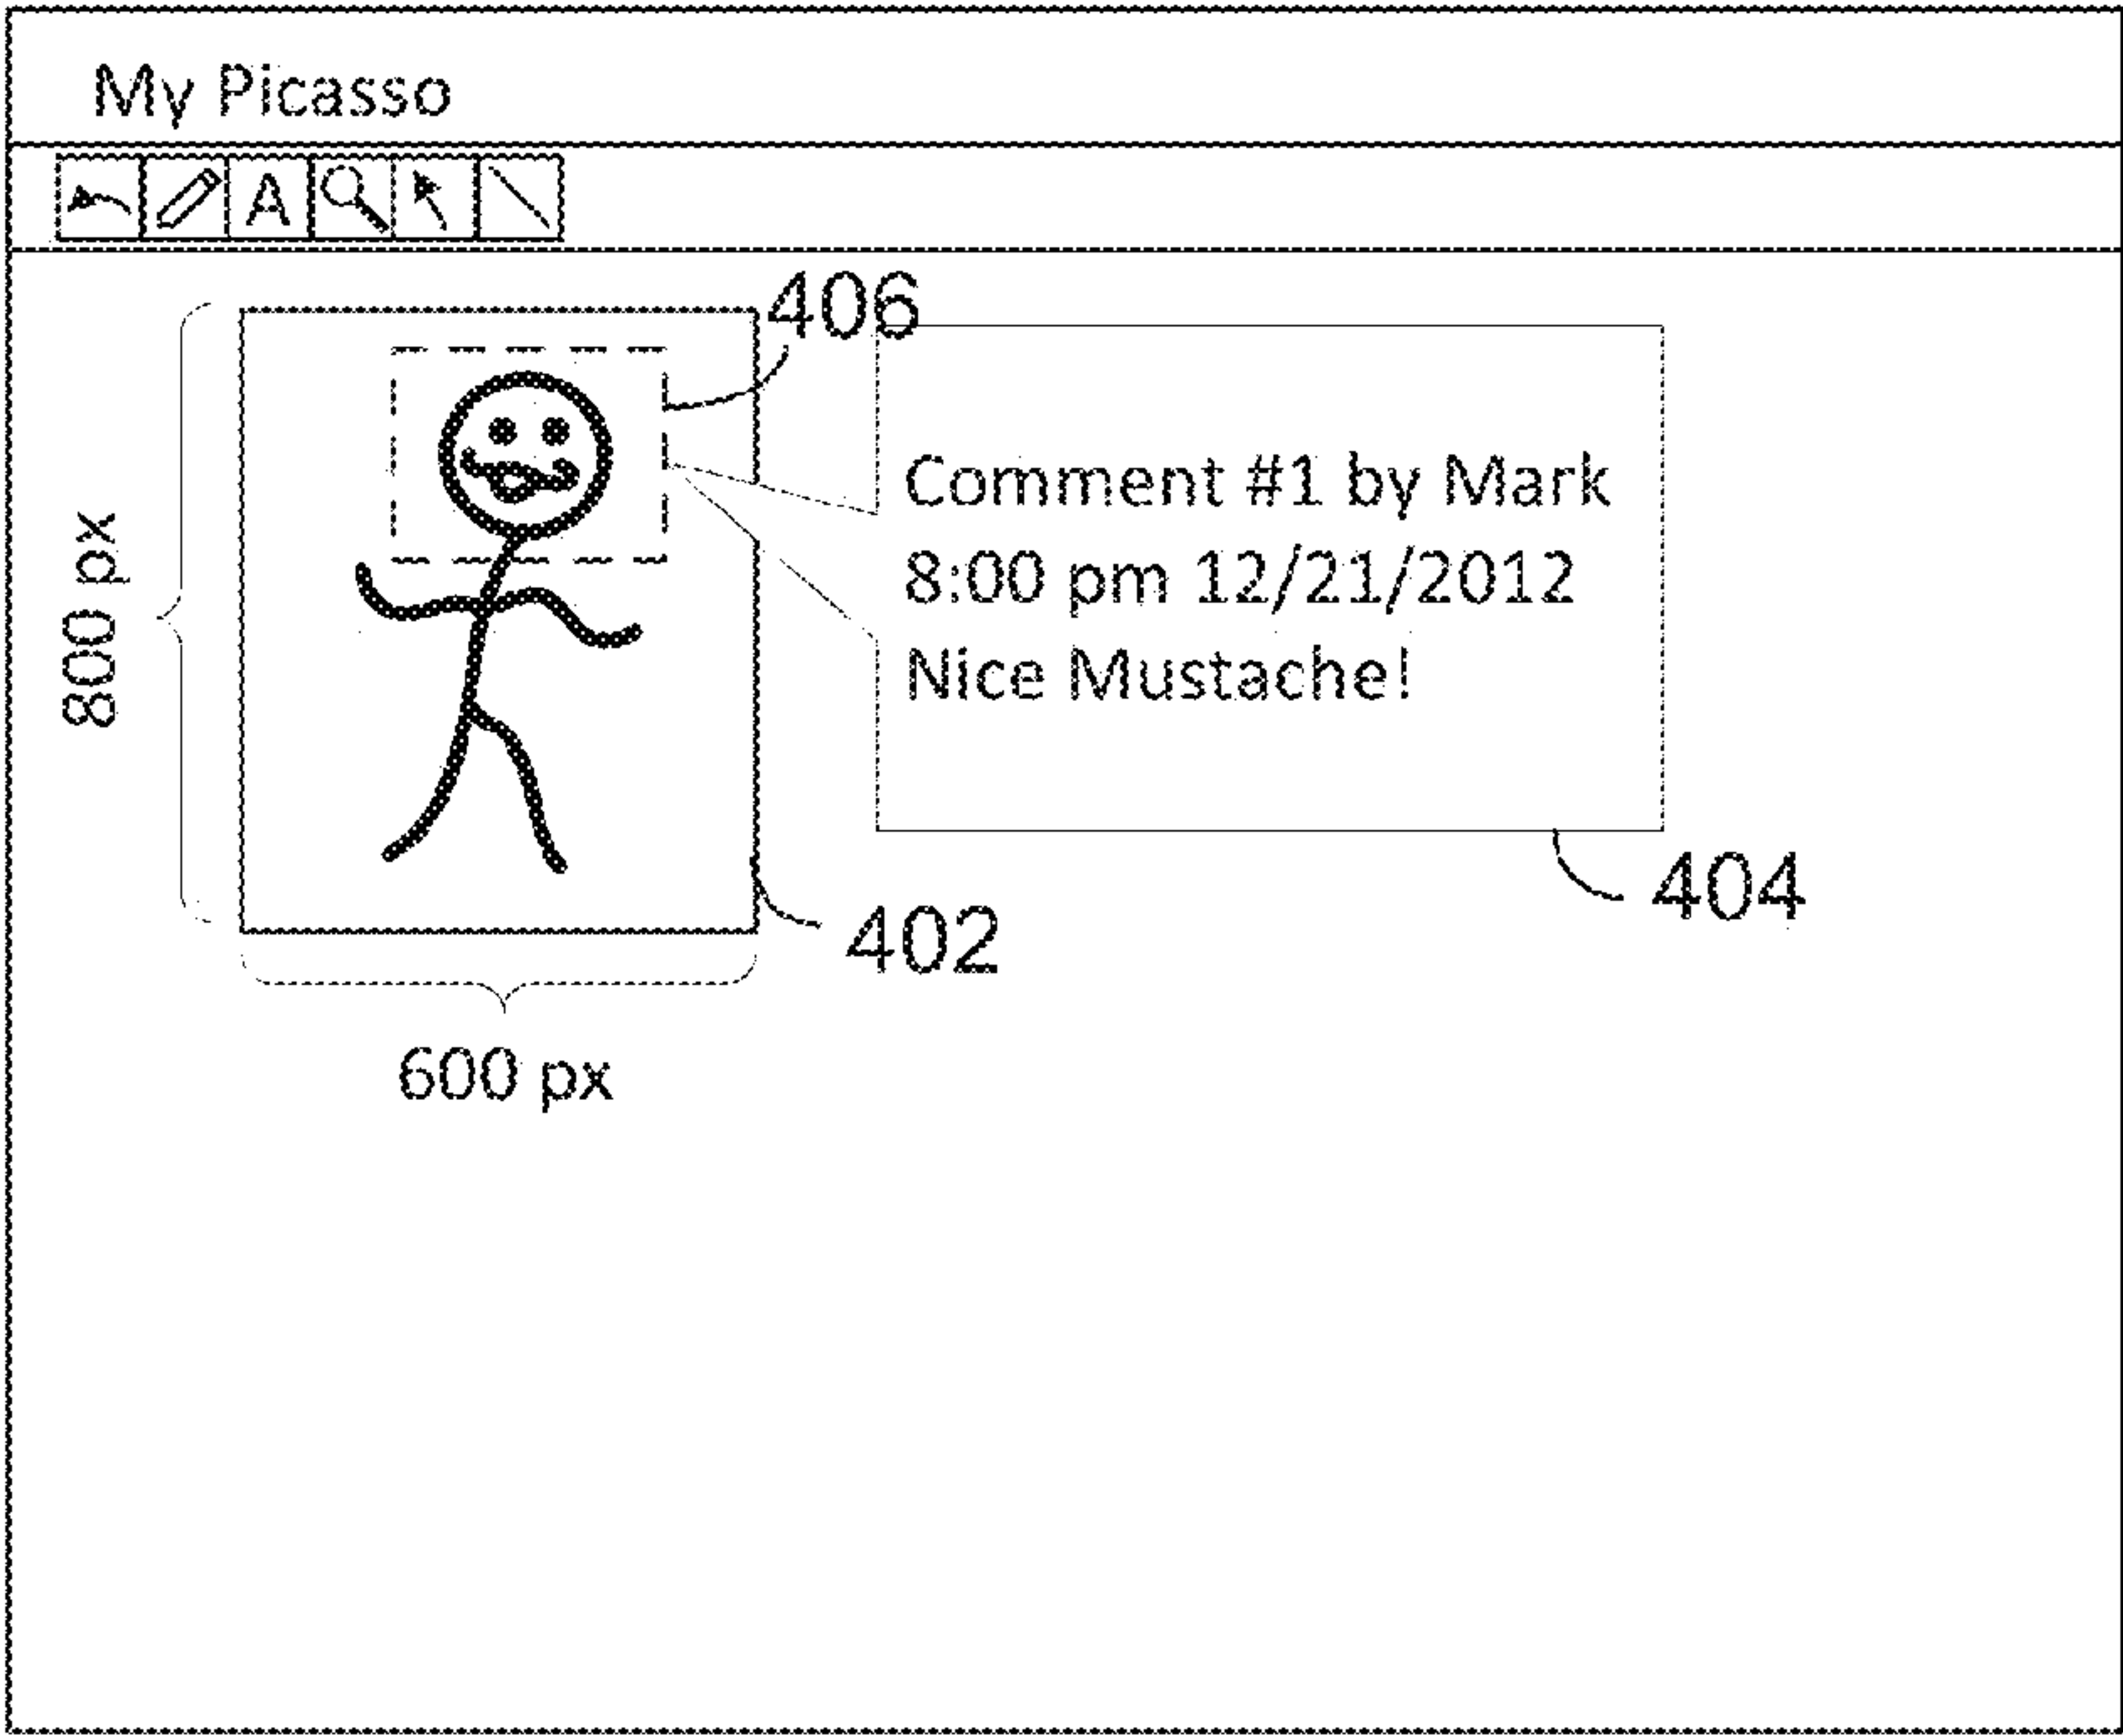 My Picasso
A
406
Comment #1 by Mark
8:00 pm 12/21/2012
Nice Mustache!
800 px
404
402
600 px